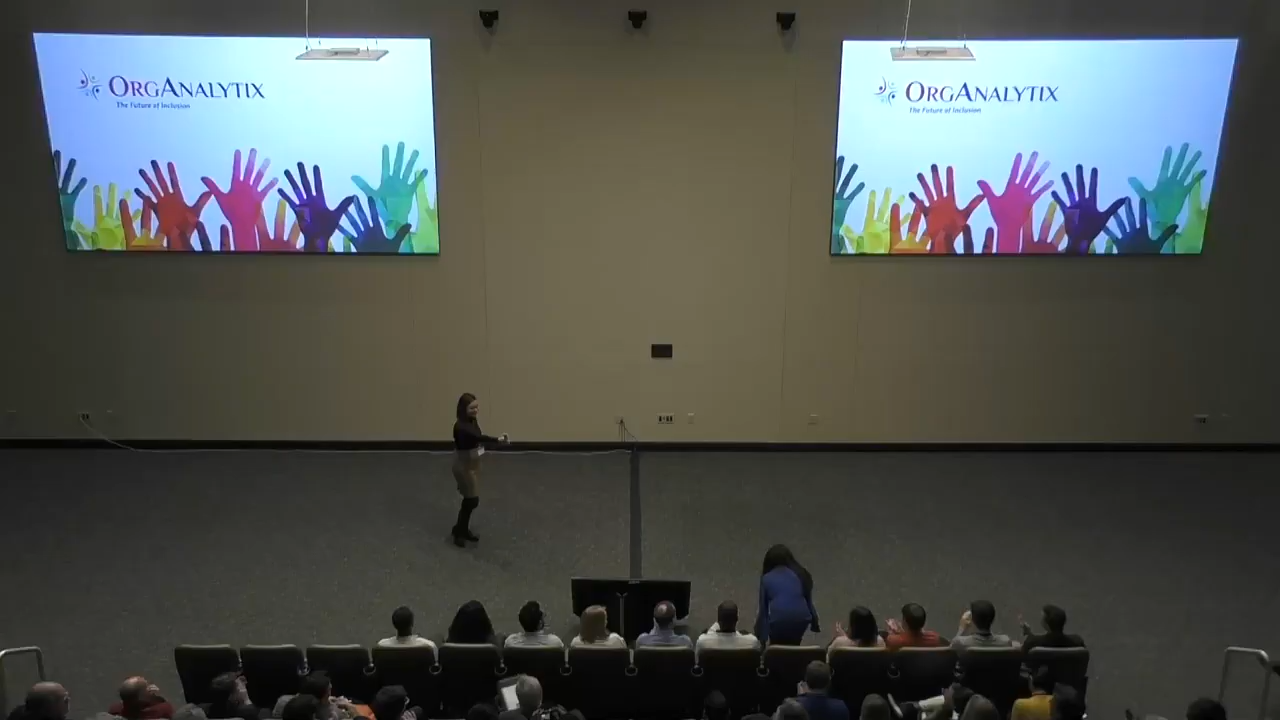 ORGANALYTIX
The Future of Inclusion
ORGANALYTIX
The Future of Inclusion